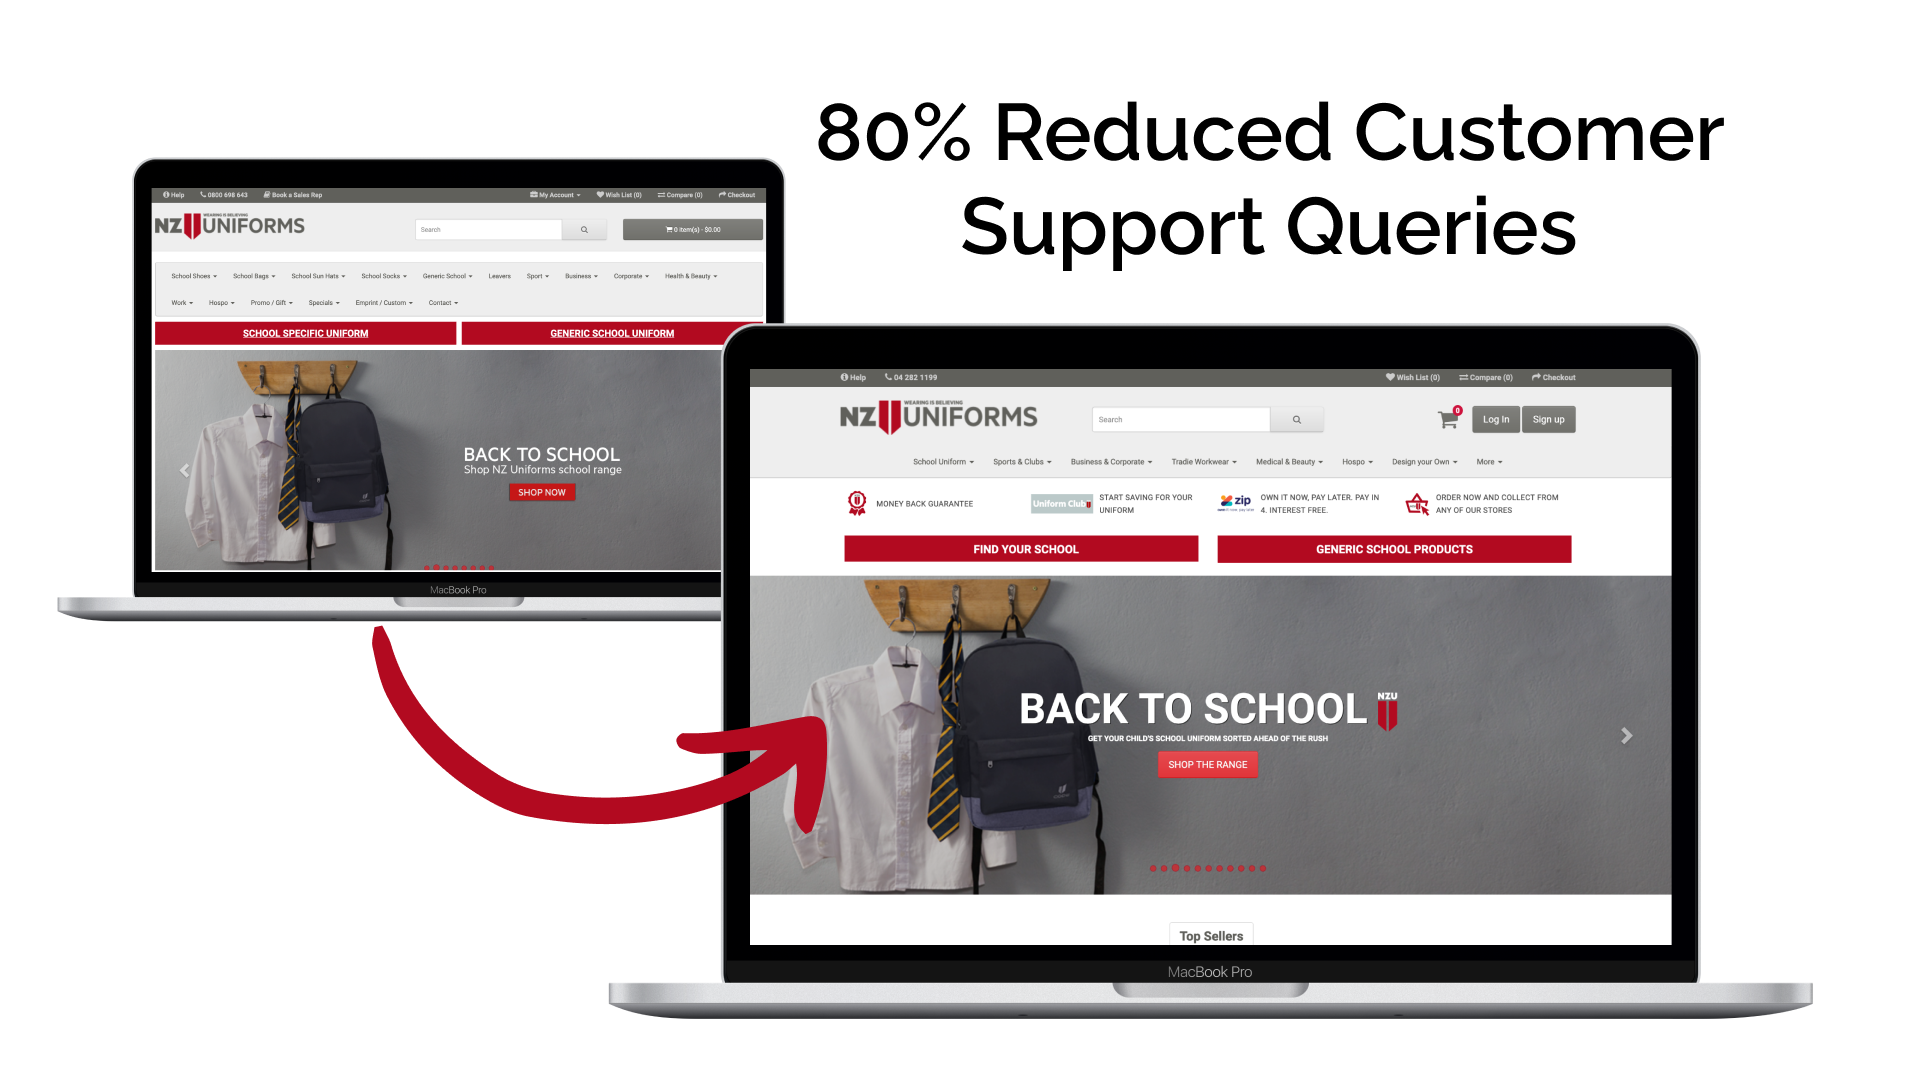 80% Reduced Customer
Support Queries
Help 0800 698 643 Book a Sales Rep My Account Wish List (0) Compare (0) Checkout
WEARING IS BELIEVING
NZ UNIFORMS
Search
0 item(s) - $0.00
School Shoes School Bags School Sun Hats School Socks Generic School Leavers Sport Business Corporate Health & Beauty
Work Hospo Promo / Gift Specials Emprint / Custom Contact
SCHOOL SPECIFIC UNIFORM GENERIC SCHOOL UNIFORM
BACK TO SCHOOL
Shop NZ Uniforms school range
SHOP NOW
MacBook Pro
Help 04 282 1199 Wish List (0) Compare (0) Checkout
WEARING IS BELIEVING
NZ UNIFORMS
Search
0
Log In Sign up
School Uniform Sports & Clubs Business & Corporate Tradie Workwear Medical & Beauty Hospo Design your Own More
MONEY BACK GUARANTEE
Uniform Club
START SAVING FOR YOUR
UNIFORM
zip
own it now, pay later
OWN IT NOW, PAY LATER. PAY IN
4. INTEREST FREE.
ORDER NOW AND COLLECT FROM
ANY OF OUR STORES
FIND YOUR SCHOOL GENERIC SCHOOL PRODUCTS
BACK TO SCHOOL
NZU
GET YOUR CHILD'S SCHOOL UNIFORM SORTED AHEAD OF THE RUSH
SHOP THE RANGE
Top Sellers
MacBook Pro